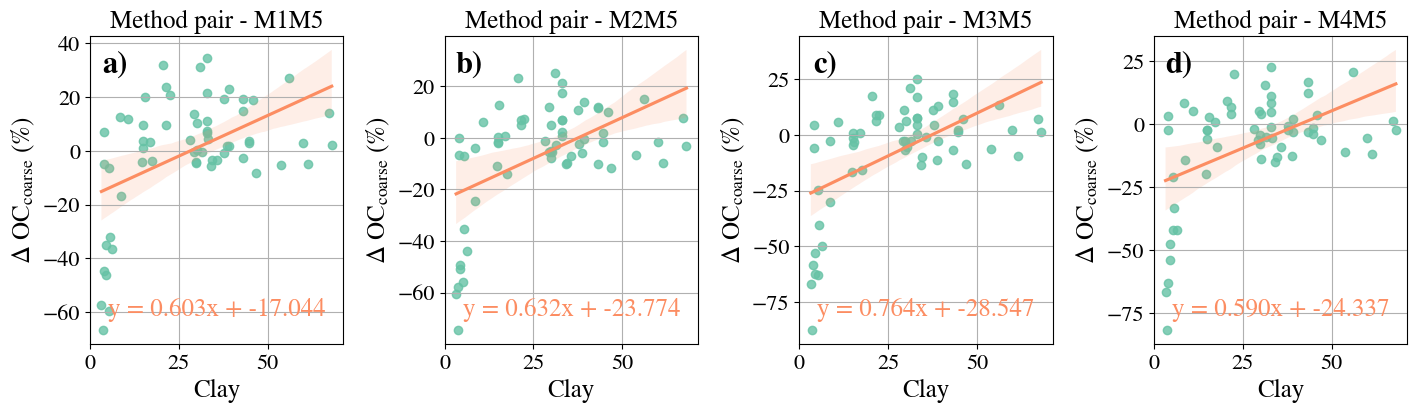 Method pair - M1M5
a)
Δ OCcoarse (%)
40
20
0
−20
−40
−60
y = 0.603x + -17.044
0
25
50
Clay
Method pair - M2M5
b)
Δ OCcoarse (%)
20
0
−20
−40
−60
y = 0.632x + -23.774
0
25
50
Clay
Method pair - M3M5
c)
Δ OCcoarse (%)
25
0
−25
−50
−75
y = 0.764x + -28.547
0
25
50
Clay
Method pair - M4M5
d)
Δ OCcoarse (%)
25
0
−25
−50
−75
y = 0.590x + -24.337
0
25
50
Clay